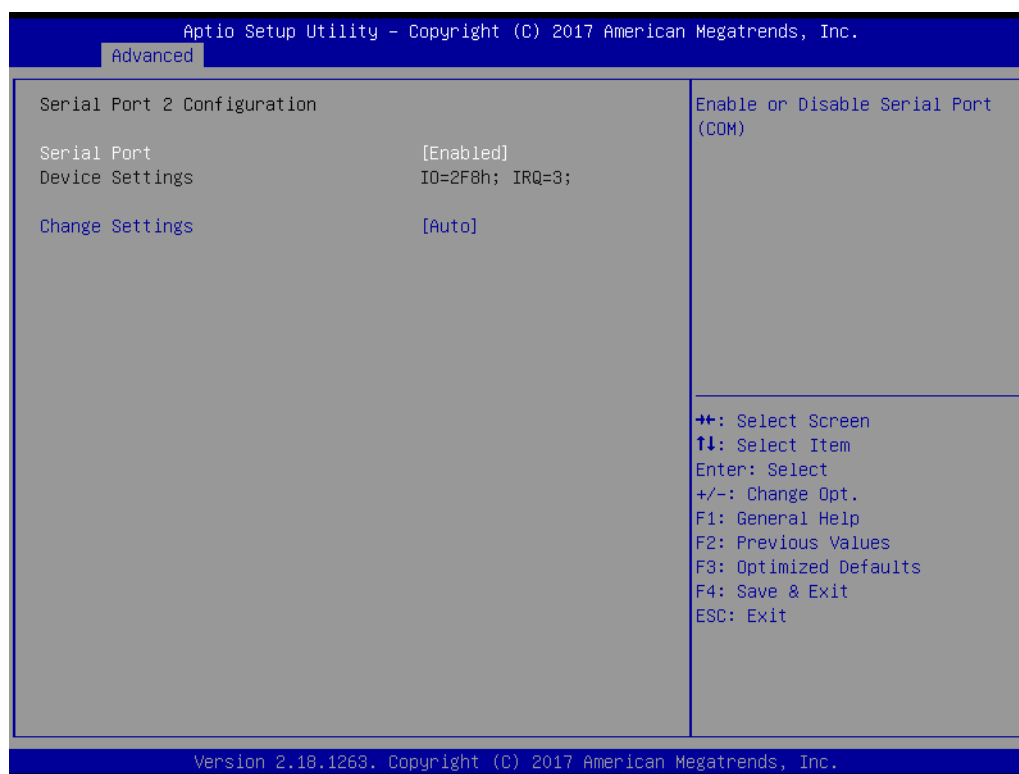 Aptio Setup Utility – Copyright (C) 2017 American Megatrends, Inc.
Advanced
Serial Port 2 Configuration
Serial Port [Enabled]
Device Settings IO=2F8h; IRQ=3;
Change Settings [Auto]
Enable or Disable Serial Port
(COM)
→←: Select Screen
↑↓: Select Item
Enter: Select
+/-: Change Opt.
F1: General Help
F2: Previous Values
F3: Optimized Defaults
F4: Save & Exit
ESC: Exit
Version 2.18.1263. Copyright (C) 2017 American Megatrends, Inc.